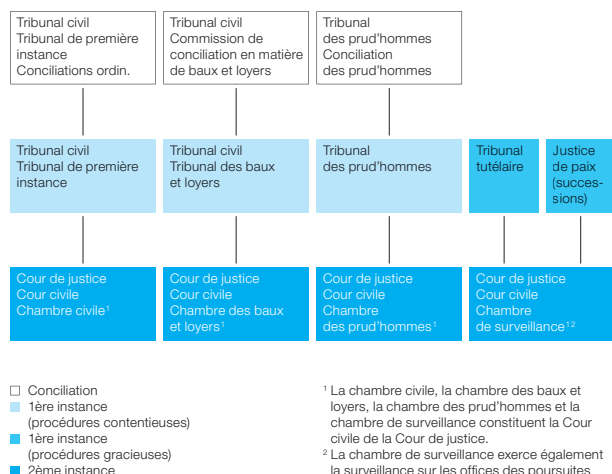 Tribunal civil
Tribunal de première
instance
Conciliations ordin.
Tribunal civil
Commission de
conciliation en matière
de baux et loyers
Tribunal
des prud'hommes
Conciliation
des prud'hommes
Tribunal civil
Tribunal de première
instance
Tribunal civil
Tribunal des baux
et loyers
Tribunal
des prud'hommes
Tribunal
tutélaire
Justice
de paix
(succes-
sions)
Cour de justice
Cour civile
Chambre civile¹
Cour de justice
Cour civile
Chambre des baux
et loyers¹
Cour de justice
Cour civile
Chambre
des prud'hommes¹
Cour de justice
Cour civile
Chambre
de surveillance¹²
Conciliation
1ère instance
(procédures contentieuses)
1ère instance
(procédures gracieuses)
2ème instance
¹ La chambre civile, la chambre des baux et
loyers, la chambre des prud'hommes et la
chambre de surveillance constituent la Cour
civile de la Cour de justice.
² La chambre de surveillance exerce également
la surveillance sur les offices des poursuites